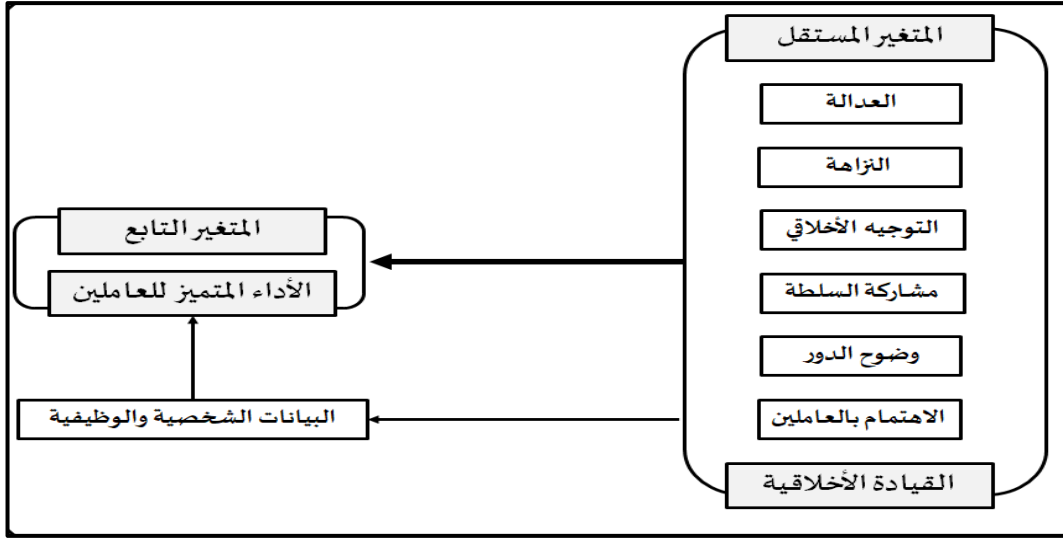 المتغير المستقل
العدالة
النزاهة
التوجيه الأخلاقي
مشاركة السلطة
وضوح الدور
الاهتمام بالعاملين
القيادة الأخلاقية
المتغير التابع
الأداء المتميز للعاملين
البيانات الشخصية والوظيفية